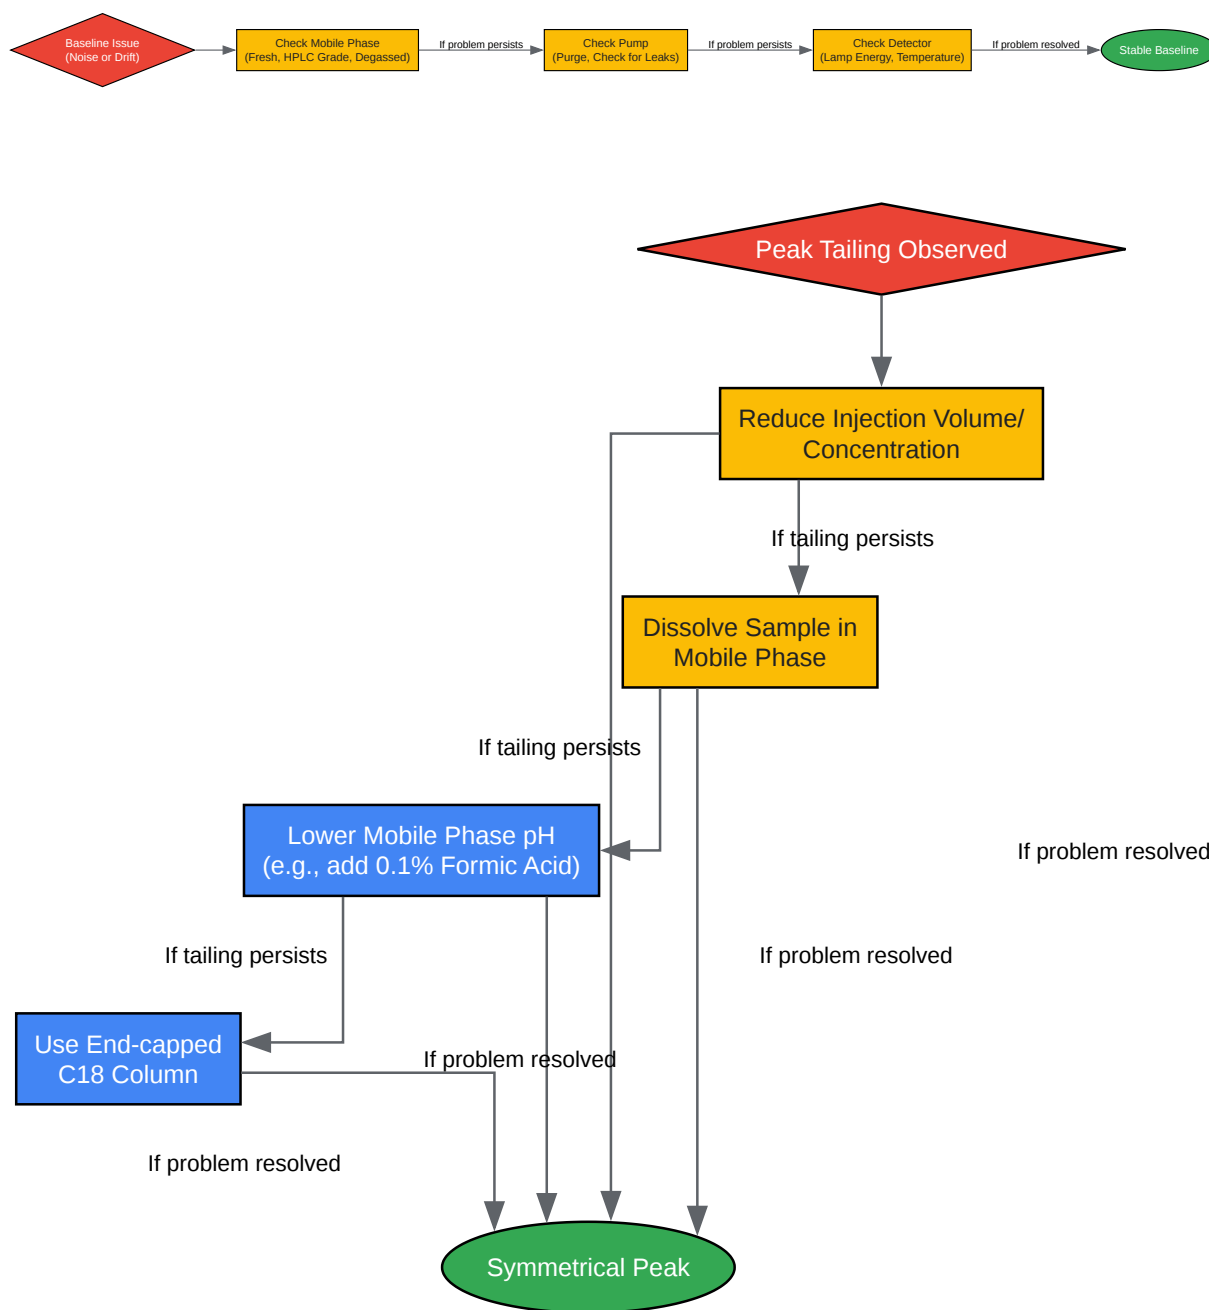 Baseline Issue
(Noise or Drift)
Check Mobile Phase
(Fresh, HPLC Grade, Degassed)
If problem persists
Check Pump
(Purge, Check for Leaks)
If problem persists
Check Detector
(Lamp Energy, Temperature)
If problem resolved
Stable Baseline
Peak Tailing Observed
Reduce Injection Volume/
Concentration
If tailing persists
Dissolve Sample in
Mobile Phase
If tailing persists
Lower Mobile Phase pH
(e.g., add 0.1% Formic Acid)
If problem resolved
If tailing persists
If problem resolved
Use End-capped
C18 Column
If problem resolved
If problem resolved
Symmetrical Peak